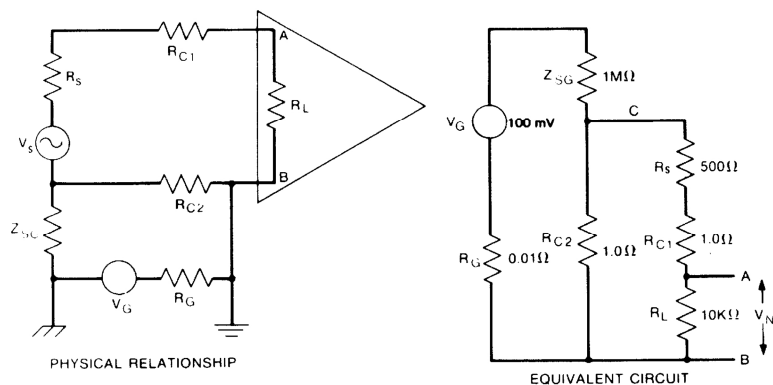 R_C1
A
R_S
R_L
V_S
B
R_C2
Z_SG
V_G
R_G
PHYSICAL RELATIONSHIP
Z_SG 1MΩ
C
V_G 100 mV
R_S 500Ω
R_C2 1.0Ω
R_C1 1.0Ω
R_G 0.01Ω
A
R_L 10KΩ
V_N
B
EQUIVALENT CIRCUIT